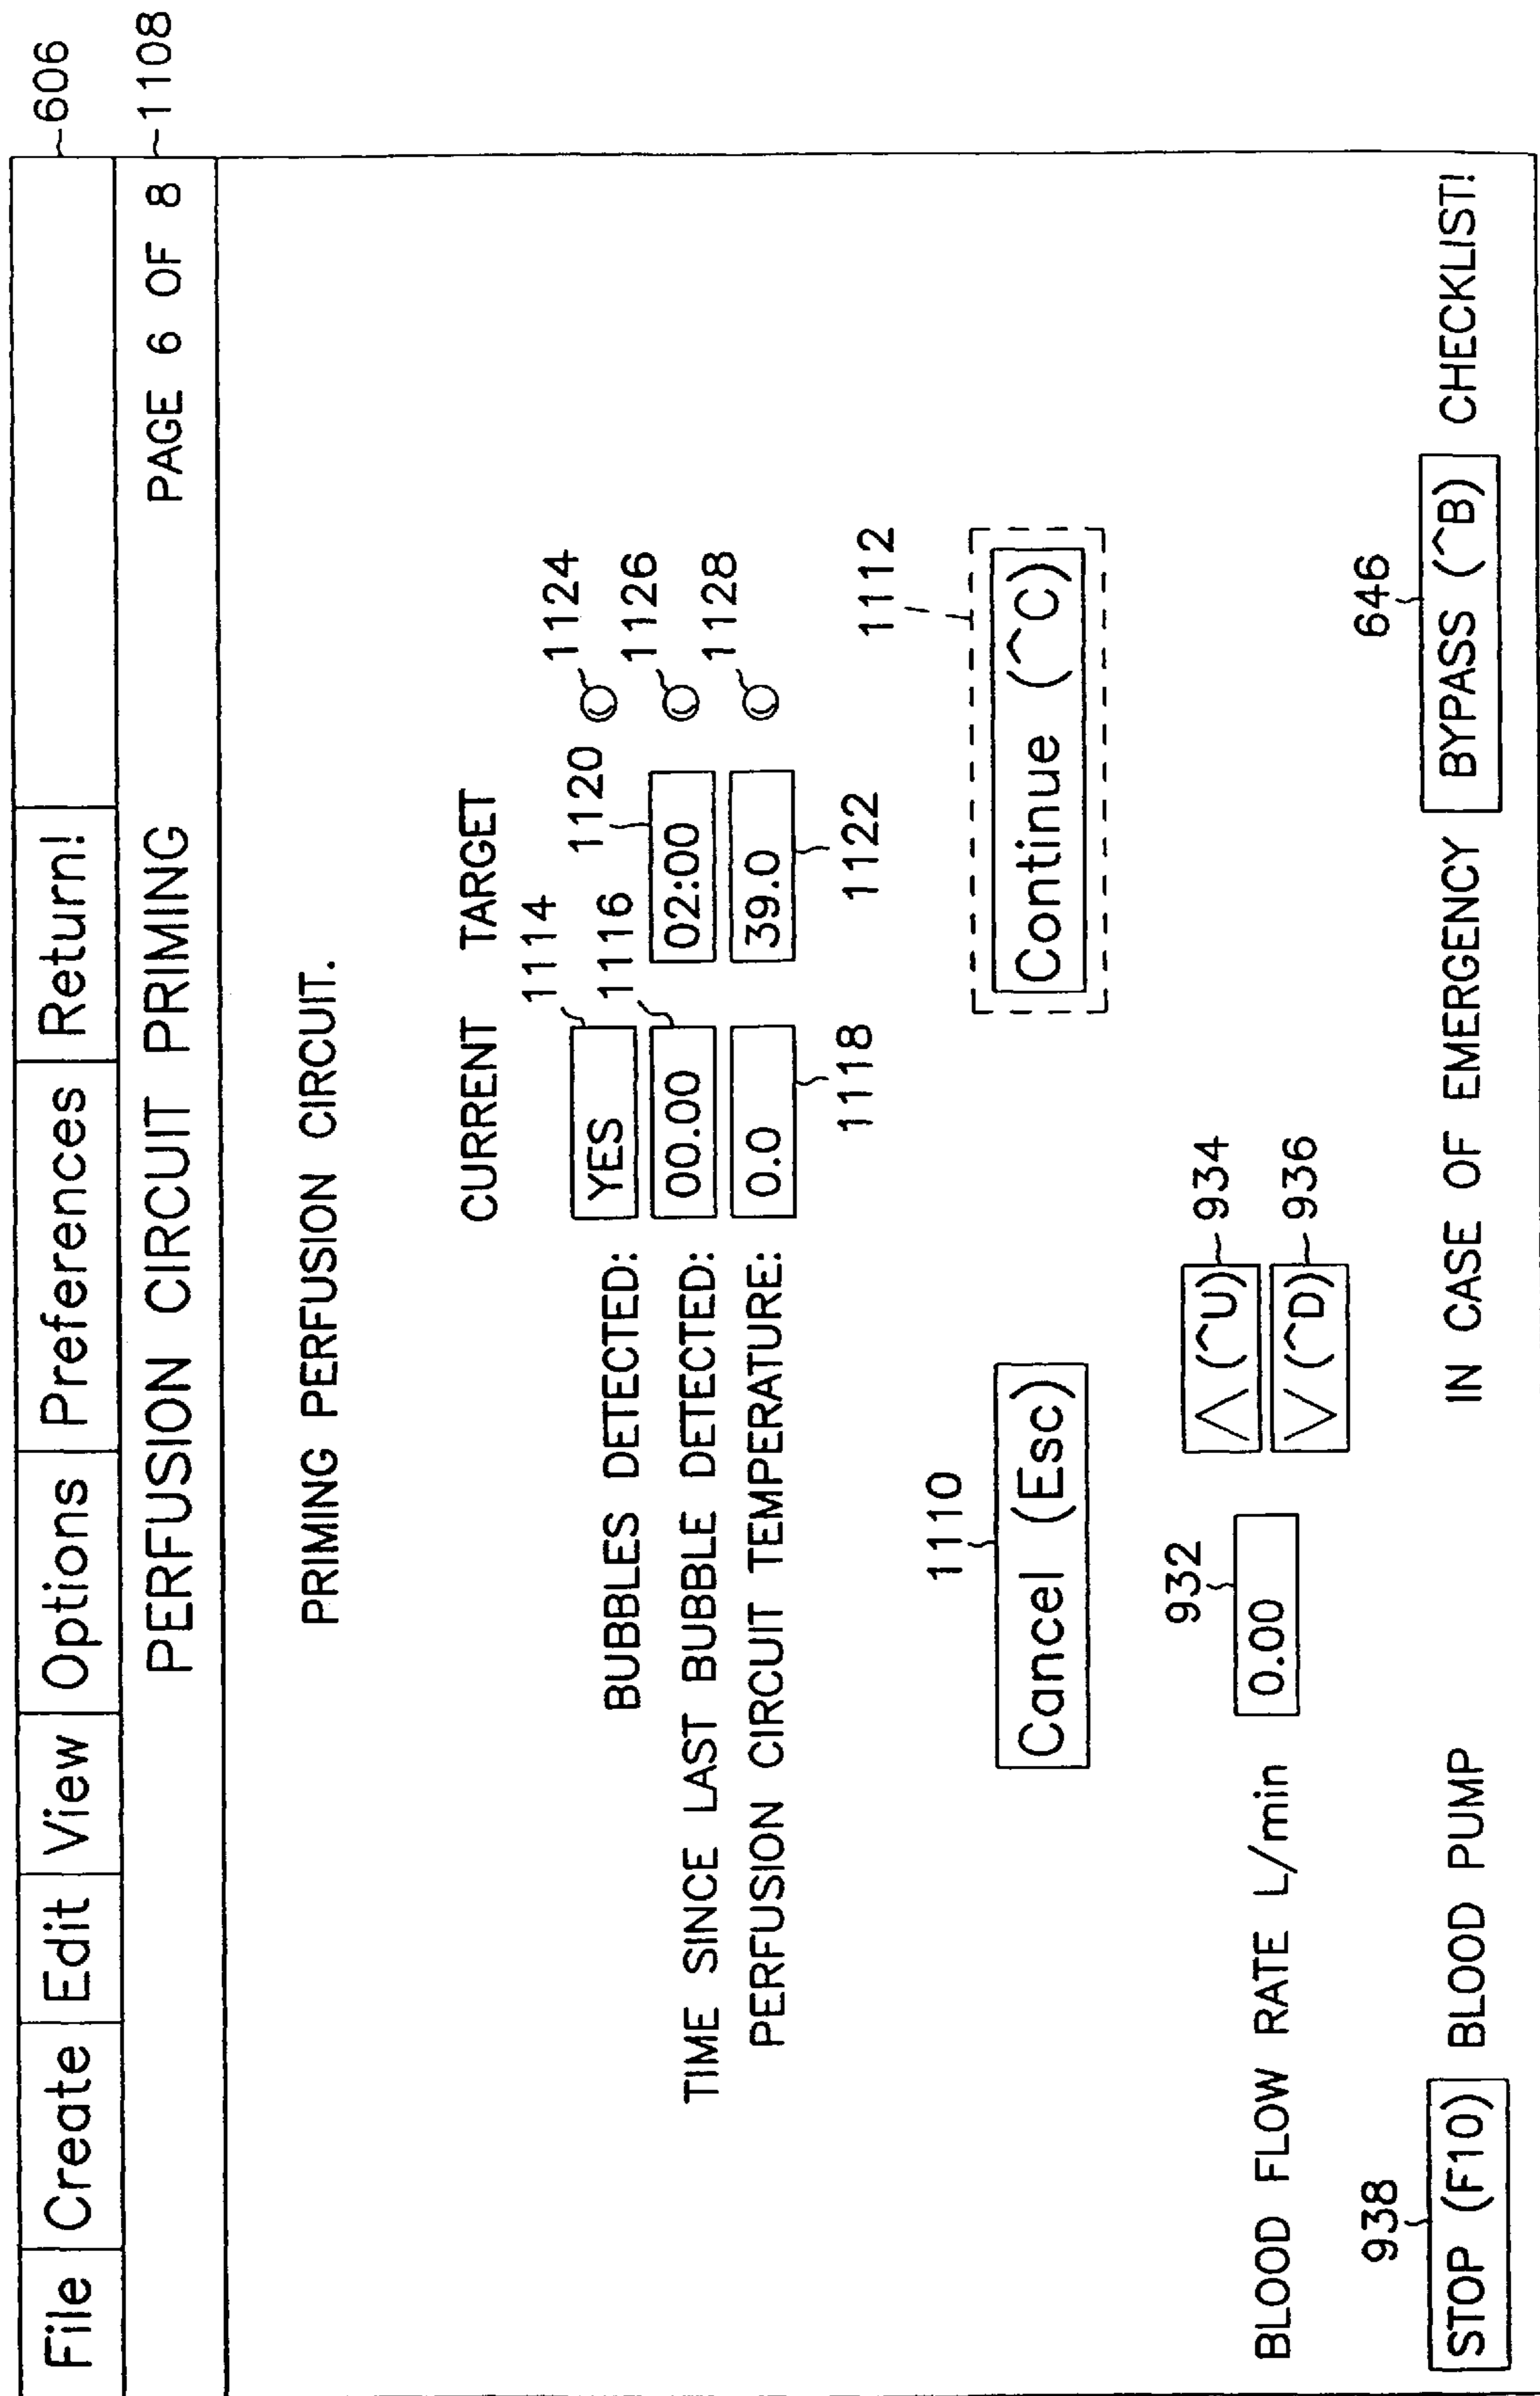 File Create Edit View Options Preferences Return! 606
PERFUSION CIRCUIT PRIMING PAGE 6 OF 8 1108
PRIMING PERFUSION CIRCUIT.
CURRENT TARGET
1114 1120 1124
BUBBLES DETECTED: YES
1116 1126
TIME SINCE LAST BUBBLE DETECTED: 00.00 02:00
1128
PERFUSION CIRCUIT TEMPERATURE: 0.0 39.0
1118 1122
1110 1112
Cancel (Esc) Continue (^C)
932
(^U) 934
BLOOD FLOW RATE L/min 0.00
(^D) 936
938 646
STOP (F10) BLOOD PUMP IN CASE OF EMERGENCY BYPASS (^B) CHECKLIST!